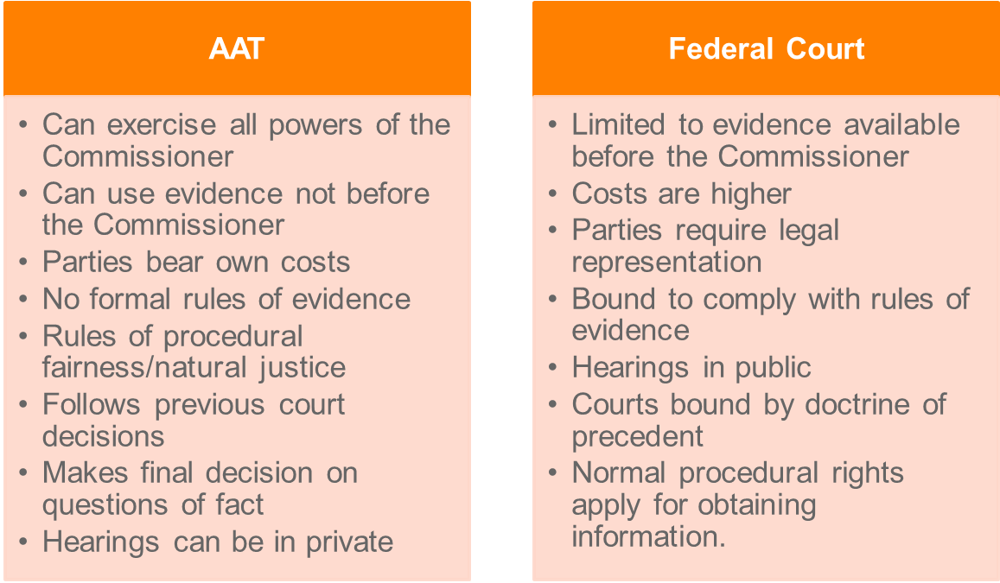 AAT
• Can exercise all powers of the
Commissioner
• Can use evidence not before
the Commissioner
• Parties bear own costs
• No formal rules of evidence
• Rules of procedural
fairness/natural justice
• Follows previous court
decisions
• Makes final decision on
questions of fact
• Hearings can be in private
Federal Court
• Limited to evidence available
before the Commissioner
• Costs are higher
• Parties require legal
representation
• Bound to comply with rules of
evidence
• Hearings in public
• Courts bound by doctrine of
precedent
• Normal procedural rights
apply for obtaining
information.